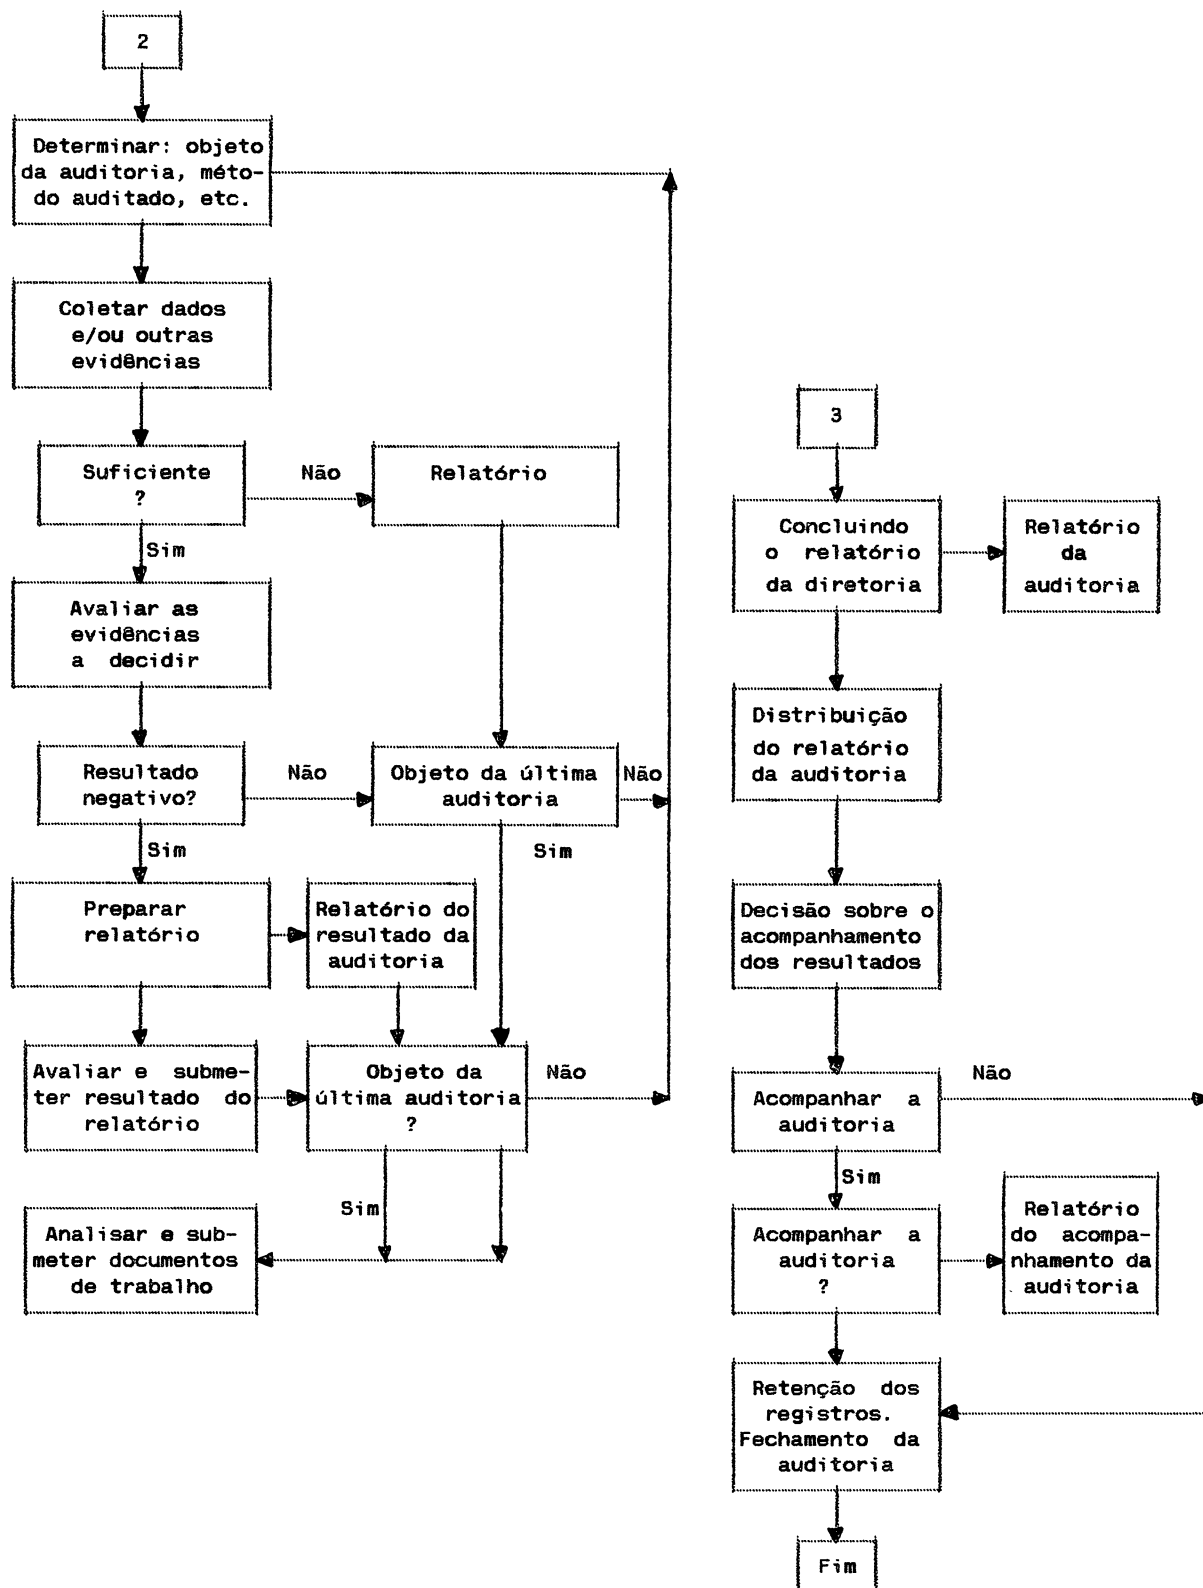 2
Determinar: objeto
da auditoria, méto-
do auditado, etc.
Coletar dados
e/ou outras
evidências
Suficiente
?
Não
Relatório
Sim
Avaliar as
evidências
a decidir
Resultado
negativo?
Não
Objeto da última
auditoria
Não
Sim
Sim
Preparar
relatório
Relatório do
resultado da
auditoria
Avaliar e subme-
ter resultado do
relatório
Objeto da
última auditoria
?
Não
Sim
Analisar e sub-
meter documentos
de trabalho
3
Concluindo
o relatório
da diretoria
Relatório
da
auditoria
Distribuição
do relatório
da auditoria
Decisão sobre o
acompanhamento
dos resultados
Acompanhar a
auditoria
Não
Sim
Acompanhar a
auditoria
?
Relatório
do acompa-
nhamento da
auditoria
Retenção dos
registros.
Fechamento da
auditoria
Fim